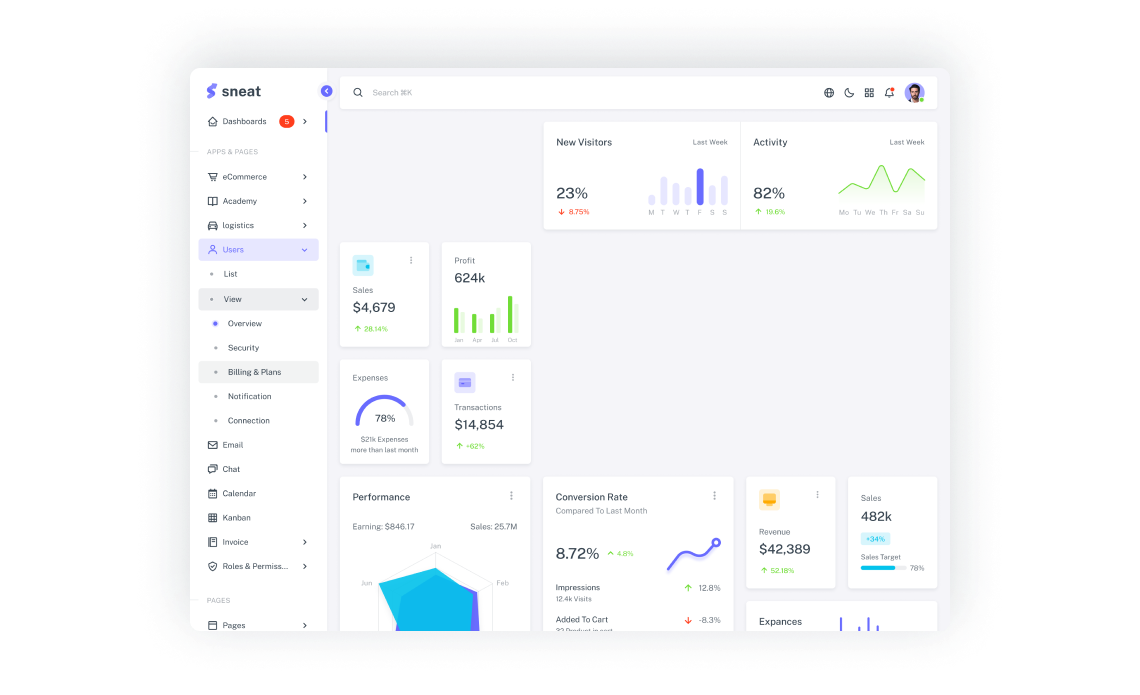 sneat
Dashboards 5
APPS & PAGES
eCommerce
Academy
logistics
Users
List
View
Overview
Security
Billing & Plans
Notification
Connection
Email
Chat
Calendar
Kanban
Invoice
Roles & Permiss...
PAGES
Pages
Search ⌘K
New Visitors Last Week
23%
8.75%
M T W T F S S
Activity Last Week
82%
19.6%
Mo Tu We Th Fr Sa Su
Sales
$4,679
28.14%
Profit
624k
Jan Apr Jul Oct
Expenses
78%
$21k Expenses
more than last month
Transactions
$14,854
+62%
Performance
Earning: $846.17 Sales: 25.7M
Jan
Jun Feb
Conversion Rate
Compared To Last Month
8.72% 4.8%
Impressions 12.8%
12.4k Visits
Added To Cart -8.3%
Revenue
$42,389
52.18%
Sales
482k
+34%
Sales Target
78%
Expances